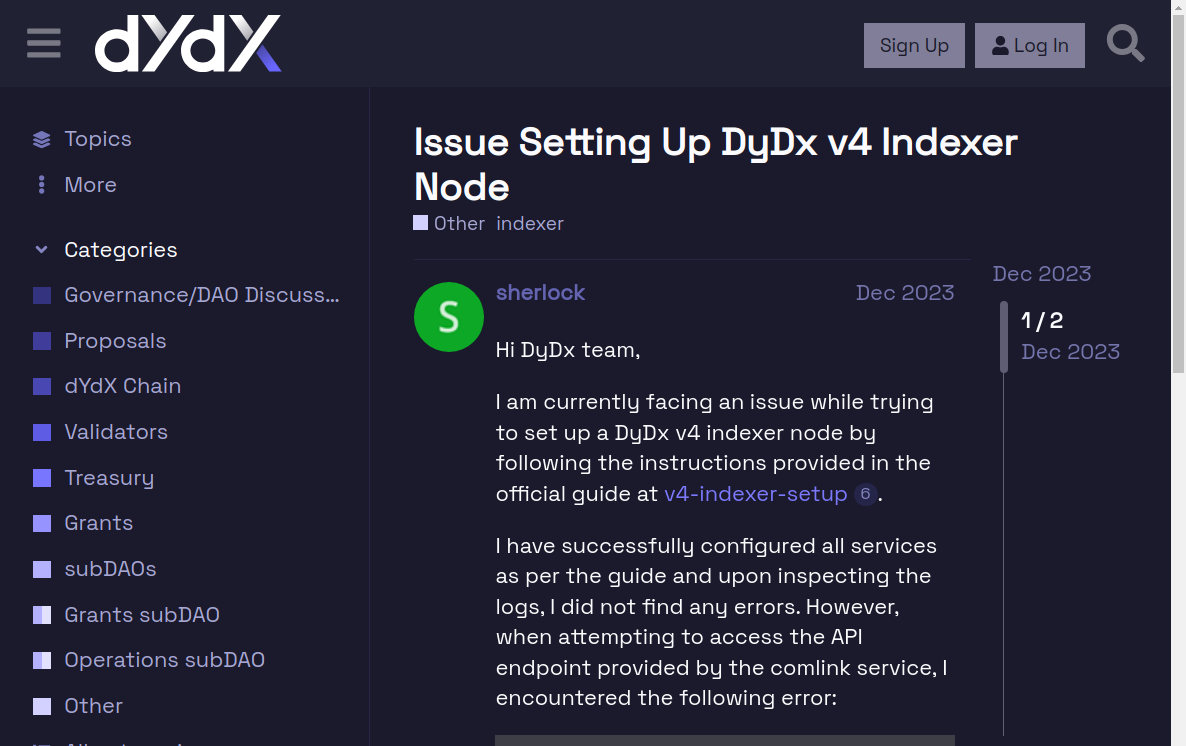 dYdX
Sign Up
Log In
Topics
More
Categories
Governance/DAO Discuss...
Proposals
dYdX Chain
Validators
Treasury
Grants
subDAOs
Grants subDAO
Operations subDAO
Other
Issue Setting Up DyDx v4 Indexer
Node
Other indexer
S
sherlock
Dec 2023
Hi DyDx team,
I am currently facing an issue while trying
to set up a DyDx v4 indexer node by
following the instructions provided in the
official guide at v4-indexer-setup 6.
I have successfully configured all services
as per the guide and upon inspecting the
logs, I did not find any errors. However,
when attempting to access the API
endpoint provided by the comlink service, I
encountered the following error:
Dec 2023
1 / 2
Dec 2023